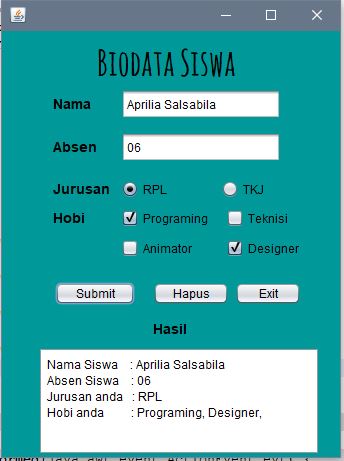 Biodata Siswa
Nama Aprilia Salsabila
Absen 06
Jurusan RPL TKJ
Hobi Programing Teknisi
Animator Designer
Submit Hapus Exit
Hasil
Nama Siswa : Aprilia Salsabila
Absen Siswa : 06
Jurusan anda : RPL
Hobi anda : Programing, Designer,